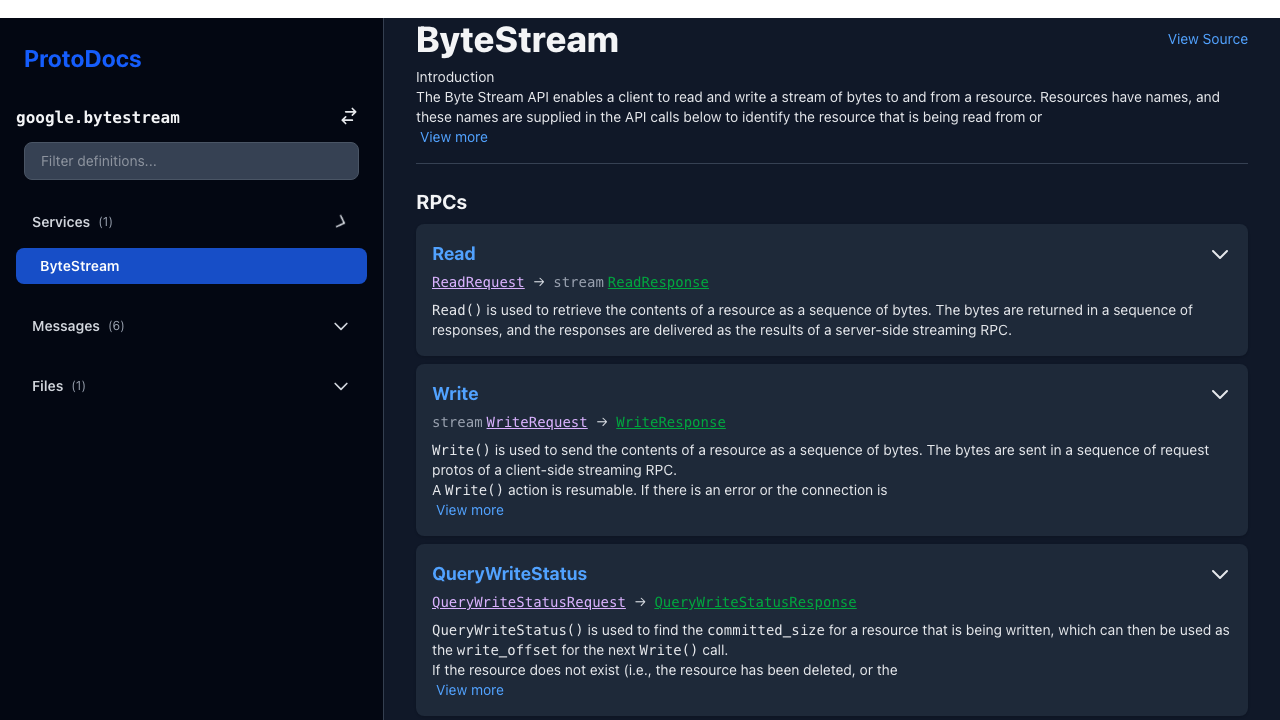 ProtoDocs
google.bytestream
Filter definitions...
Services (1)
ByteStream
Messages (6)
Files (1)
ByteStream
View Source
Introduction
The Byte Stream API enables a client to read and write a stream of bytes to and from a resource. Resources have names, and
these names are supplied in the API calls below to identify the resource that is being read from or
View more
RPCs
Read
ReadRequest → stream ReadResponse
Read() is used to retrieve the contents of a resource as a sequence of bytes. The bytes are returned in a sequence of
responses, and the responses are delivered as the results of a server-side streaming RPC.
Write
stream WriteRequest → WriteResponse
Write() is used to send the contents of a resource as a sequence of bytes. The bytes are sent in a sequence of request
protos of a client-side streaming RPC.
A Write() action is resumable. If there is an error or the connection is
View more
QueryWriteStatus
QueryWriteStatusRequest → QueryWriteStatusResponse
QueryWriteStatus() is used to find the committed_size for a resource that is being written, which can then be used as
the write_offset for the next Write() call.
If the resource does not exist (i.e., the resource has been deleted, or the
View more